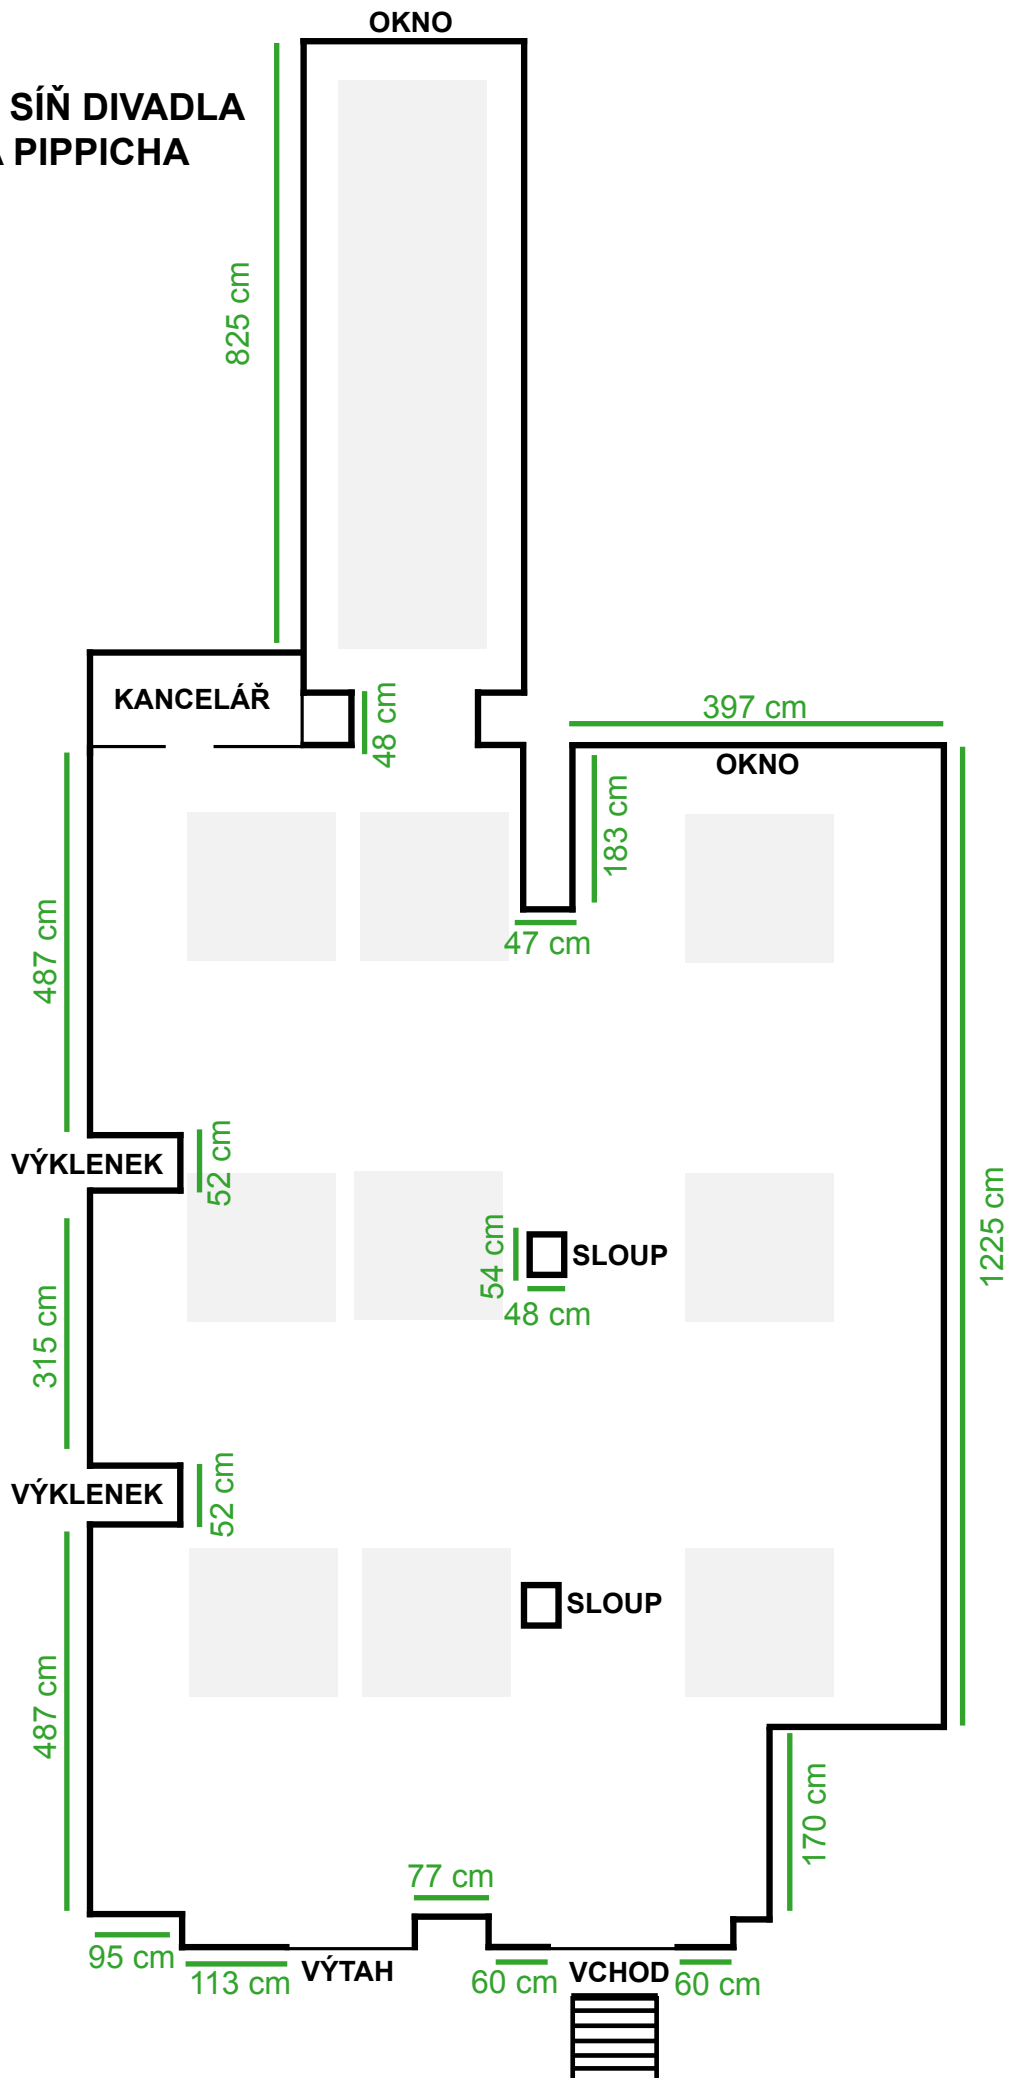 OKNO
SÍŇ DIVADLA
A PIPPICHA
825 cm
KANCELÁŘ
48 cm
397 cm
OKNO
183 cm
47 cm
487 cm
VÝKLENEK
52 cm
54 cm
SLOUP
48 cm
1225 cm
315 cm
VÝKLENEK
52 cm
SLOUP
487 cm
170 cm
77 cm
95 cm
113 cm
VÝTAH
60 cm
VCHOD
60 cm